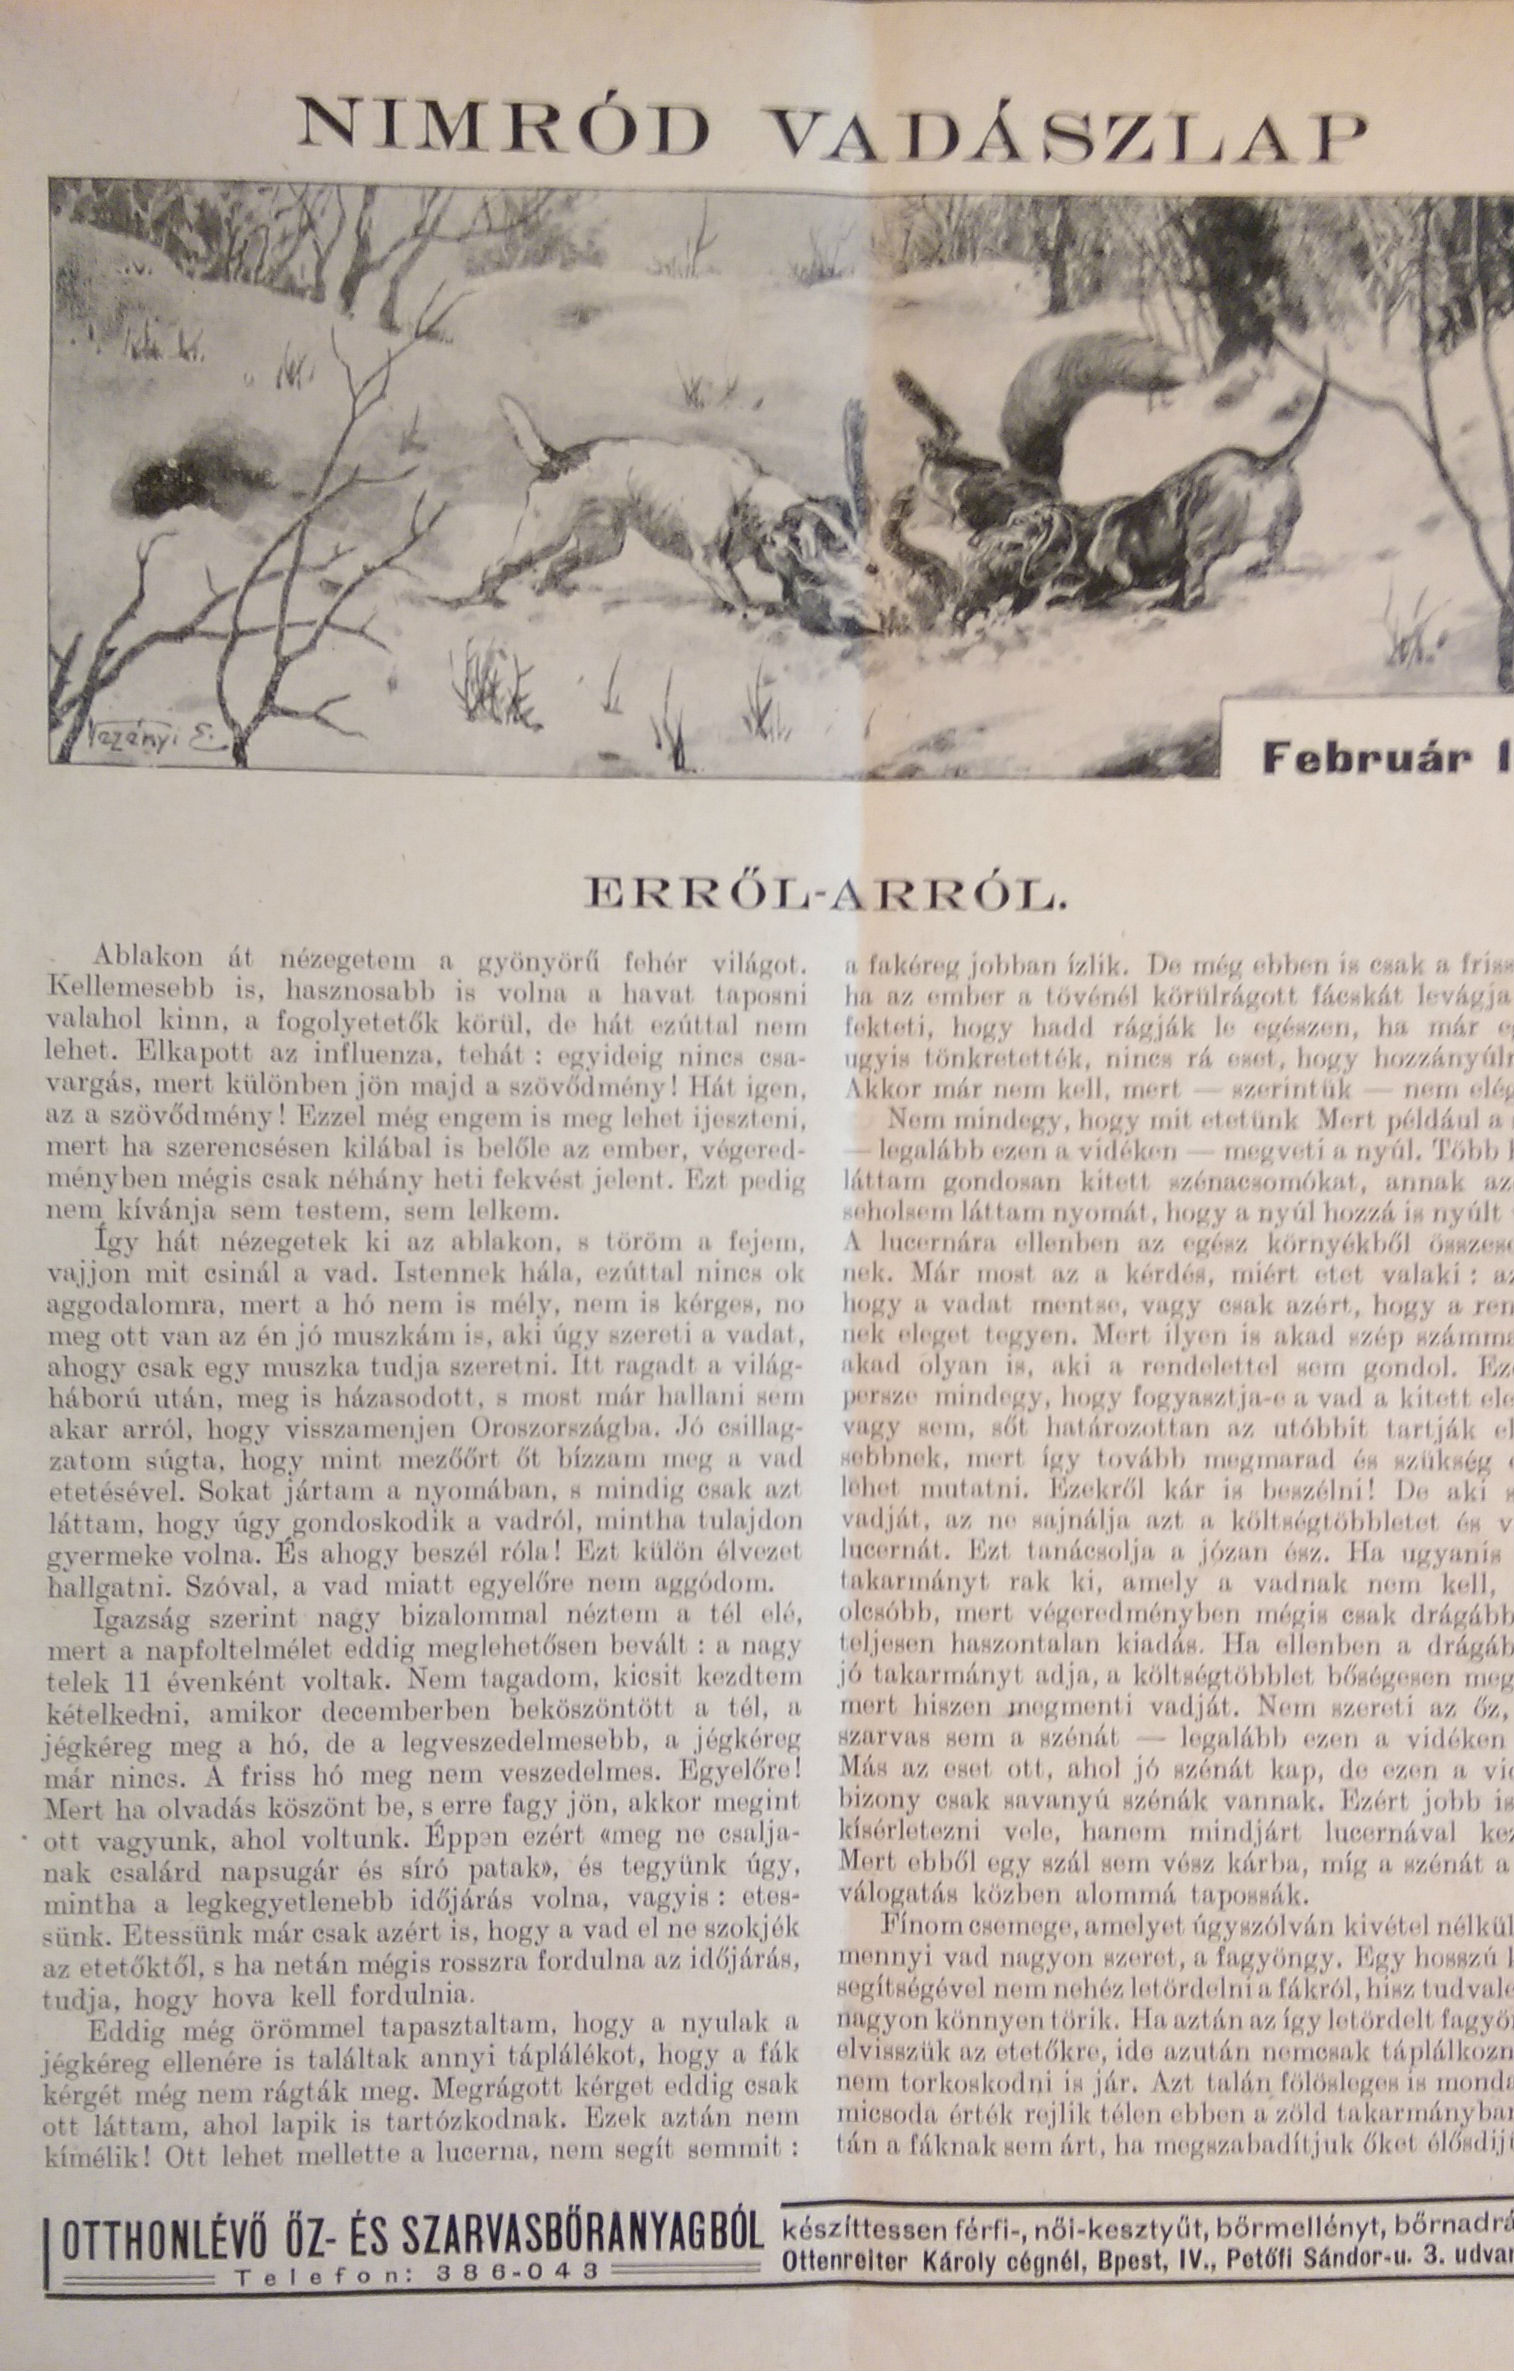 NIMRÓD VADÁSZLAP
Vezényi E.
Február 1
ERRŐL-ARRÓL.
Ablakon át nézegetem a gyönyörű fehér világot.
Kellemesebb is, hasznosabb is volna a havat taposni
valahol kinn, a fogolyetetők körül, de hát ezúttal nem
lehet. Elkapott az influenza, tehát : egyideig nincs csa-
vargás, mert különben jön majd a szövődmény! Hát igen,
az a szövődmény! Ezzel még engem is meg lehet ijeszteni,
mert ha szerencsésen kilábal is belőle az ember, végered-
ményben mégis csak néhány heti fekvést jelent. Ezt pedig
nem kívánja sem testem, sem lelkem.
Így hát nézegetek ki az ablakon, s töröm a fejem,
vajjon mit csinál a vad. Istennek hála, ezúttal nincs ok
aggodalomra, mert a hó nem is mély, nem is kérges, no
meg ott van az én jó muszkám is, aki úgy szereti a vadat,
ahogy csak egy muszka tudja szeretni. Itt ragadt a világ-
háború után, meg is házasodott, s most már hallani sem
akar arról, hogy visszamenjen Oroszországba. Jó csillag-
zatom súgta, hogy mint mezőőrt őt bízzam meg a vad
etetésével. Sokat jártam a nyomában, s mindig csak azt
láttam, hogy úgy gondoskodik a vadról, mintha tulajdon
gyermeke volna. És ahogy beszél róla! Ezt külön élvezet
hallgatni. Szóval, a vad miatt egyelőre nem aggódom.
Igazság szerint nagy bizalommal néztem a tél elé,
mert a napfoltelmélet eddig meglehetősen bevált : a nagy
telek 11 évenként voltak. Nem tagadom, kicsit kezdtem
kételkedni, amikor decemberben beköszöntött a tél, a
jégkéreg meg a hó, de a legveszedelmesebb, a jégkéreg
már nincs. A friss hó meg nem veszedelmes. Egyelőre!
Mert ha olvadás köszönt be, s erre fagy jön, akkor megint
ott vagyunk, ahol voltunk. Éppen ezért «meg ne csalja-
nak csalárd napsugár és síró patak», és tegyünk úgy,
mintha a legkegyetlenebb időjárás volna, vagyis : etes-
sünk. Etessünk már csak azért is, hogy a vad el ne szokjék
az etetőktől, s ha netán mégis rosszra fordulna az időjárás,
tudja, hogy hova kell fordulnia.
Eddig még örömmel tapasztaltam, hogy a nyulak a
jégkéreg ellenére is találtak annyi táplálékot, hogy a fák
kérgét még nem rágták meg. Megrágott kérget eddig csak
ott láttam, ahol lapik is tartózkodnak. Ezek aztán nem
kímélik! Ott lehet mellette a lucerna, nem segít semmit :
a fakéreg jobban ízlik. De még ebben is csak a friss
ha az ember a tövénél körülrágott fácskát levágja
fekteti, hogy hadd rágják le egészen, ha már eg
ugyis tönkretették, nincs rá eset, hogy hozzányúln
Akkor már nem kell, mert — szerintük — nem elég
Nem mindegy, hogy mit etetünk Mert például a
— legalább ezen a vidéken — megveti a nyúl. Több
láttam gondosan kitett szénacsomókat, annak az
seholsem láttam nyomát, hogy a nyúl hozzá is nyúlt
A lucernára ellenben az egész környékből összese
nek. Már most az a kérdés, miért etet valaki : az
hogy a vadat mentse, vagy csak azért, hogy a ren
nek eleget tegyen. Mert ilyen is akad szép számma
akad olyan is, aki a rendelettel sem gondol. Eze
persze mindegy, hogy fogyasztja-e a vad a kitett ele
vagy sem, sőt határozottan az utóbbit tartják el
sebbnek, mert így tovább megmarad és szükség
lehet mutatni. Ezekről kár is beszélni! De aki s
vadját, az ne sajnálja azt a költségtöbbletet és v
lucernát. Ezt tanácsolja a józan ész. Ha ugyanis
takarmányt rak ki, amely a vadnak nem kell,
olcsóbb, mert végeredményben mégis csak drágább
teljesen haszontalan kiadás. Ha ellenben a drágáb
jó takarmányt adja, a költségtöbblet bőségesen meg
mert hiszen megmenti vadját. Nem szereti az őz,
szarvas sem a szénát — legalább ezen a vidéken
Más az eset ott, ahol jó szénát kap, de ezen a vid
bizony csak savanyú szénák vannak. Ezért jobb is
kísérletezni vele, hanem mindjárt lucernával kez
Mert ebből egy szál sem vész kárba, míg a szénát a
válogatás közben alommá tapossák.
Fínom csemege, amelyet úgyszólván kivétel nélkül
mennyi vad nagyon szeret, a fagyöngy. Egy hosszú
segítségével nem nehéz letördelni a fákról, hisz tudvale
nagyon könnyen törik. Ha aztán az így letördelt fagyön
elvisszük az etetőkre, ide azután nemcsak táplálkozn
nem torkoskodni is jár. Azt talán fölösleges is monda
micsoda érték rejlik télen ebben a zöld takarmányban
tán a fáknak sem árt, ha megszabadítjuk őket élősdijü
OTTHONLÉVŐ ŐZ- ÉS SZARVASBŐRANYAGBÓL
Telefon: 386-043
készíttessen férfi-, női-kesztyűt, bőrmellényt, bőrnadrá
Ottenreiter Károly cégnél, Bpest, IV., Petőfi Sándor-u. 3. udvar